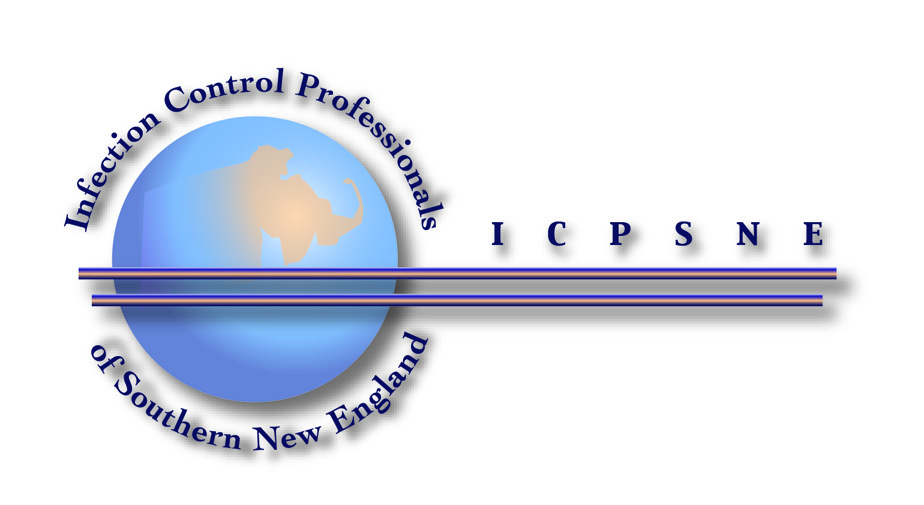 Infection Control Professionals
I C P S N E
of Southern New England